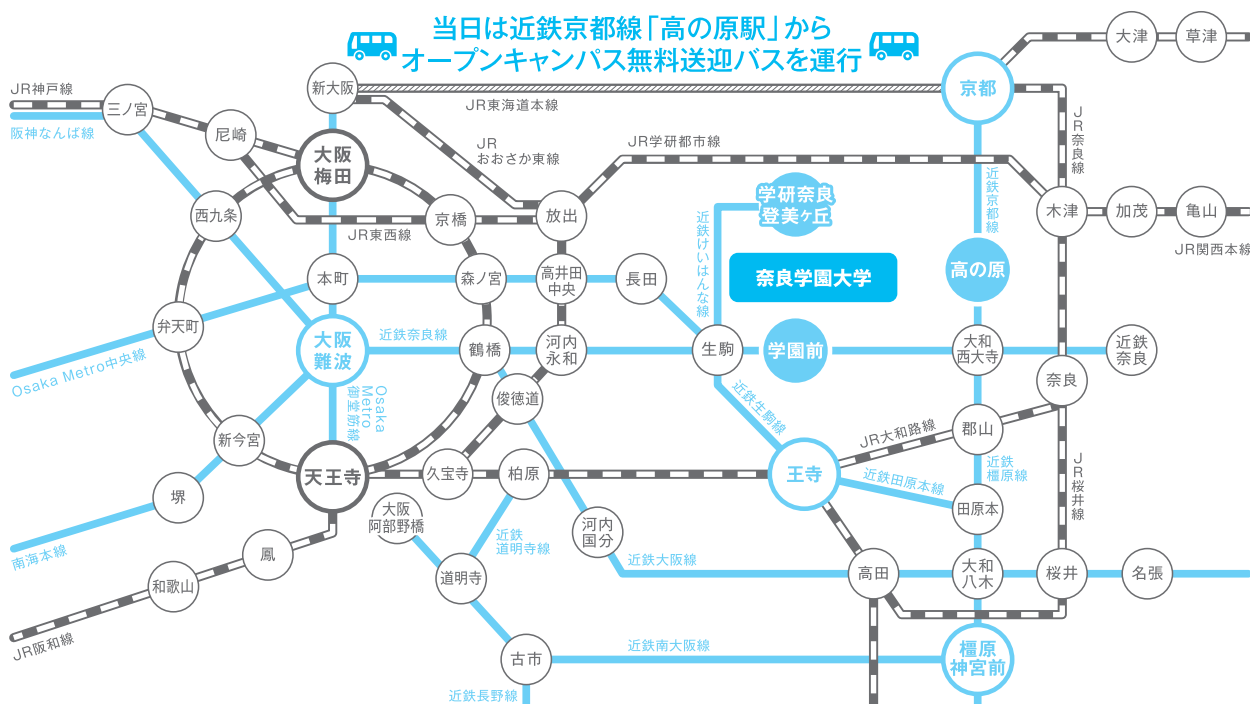 当日は近鉄京都線「高の原駅」から
オープンキャンパス無料送迎バスを運行
大津
草津
JR神戸線
三ノ宮
新大阪
京都
JR東海道本線
阪神なんば線
尼崎
大阪
梅田
JR
おおさか東線
JR学研都市線
JR奈良線
近鉄京都線
学研奈良
登美ヶ丘
西九条
京橋
放出
木津
加茂
亀山
JR東西線
近鉄けいはんな線
JR関西本線
奈良学園大学
高の原
本町
森ノ宮
高井田
中央
長田
弁天町
大阪
難波
近鉄奈良線
鶴橋
河内
永和
生駒
学園前
大和
西大寺
近鉄
奈良
Osaka Metro中央線
Osaka
Metro
御堂筋線
俊徳道
近鉄生駒線
奈良
新今宮
JR大和路線
郡山
天王寺
久宝寺
柏原
王寺
近鉄田原本線
近鉄
橿原線
JR桜井線
堺
大阪
阿部野橋
河内
国分
田原本
南海本線
近鉄
道明寺線
鳳
近鉄大阪線
和歌山
道明寺
高田
大和
八木
桜井
名張
JR阪和線
古市
近鉄南大阪線
橿原
神宮前
近鉄長野線